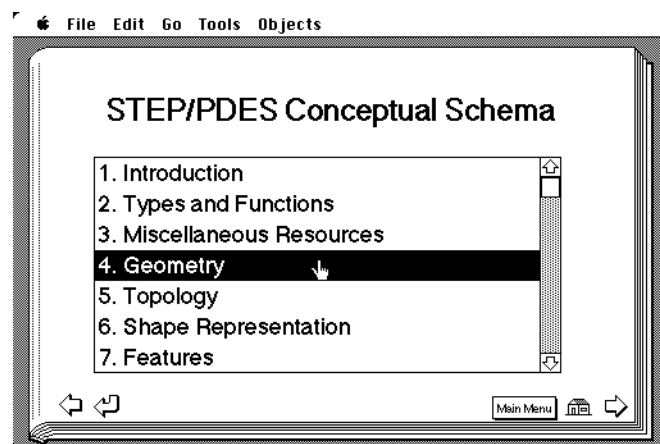 File Edit Go Tools Objects
STEP/PDES Conceptual Schema
1. Introduction
2. Types and Functions
3. Miscellaneous Resources
4. Geometry
5. Topology
6. Shape Representation
7. Features
Main Menu